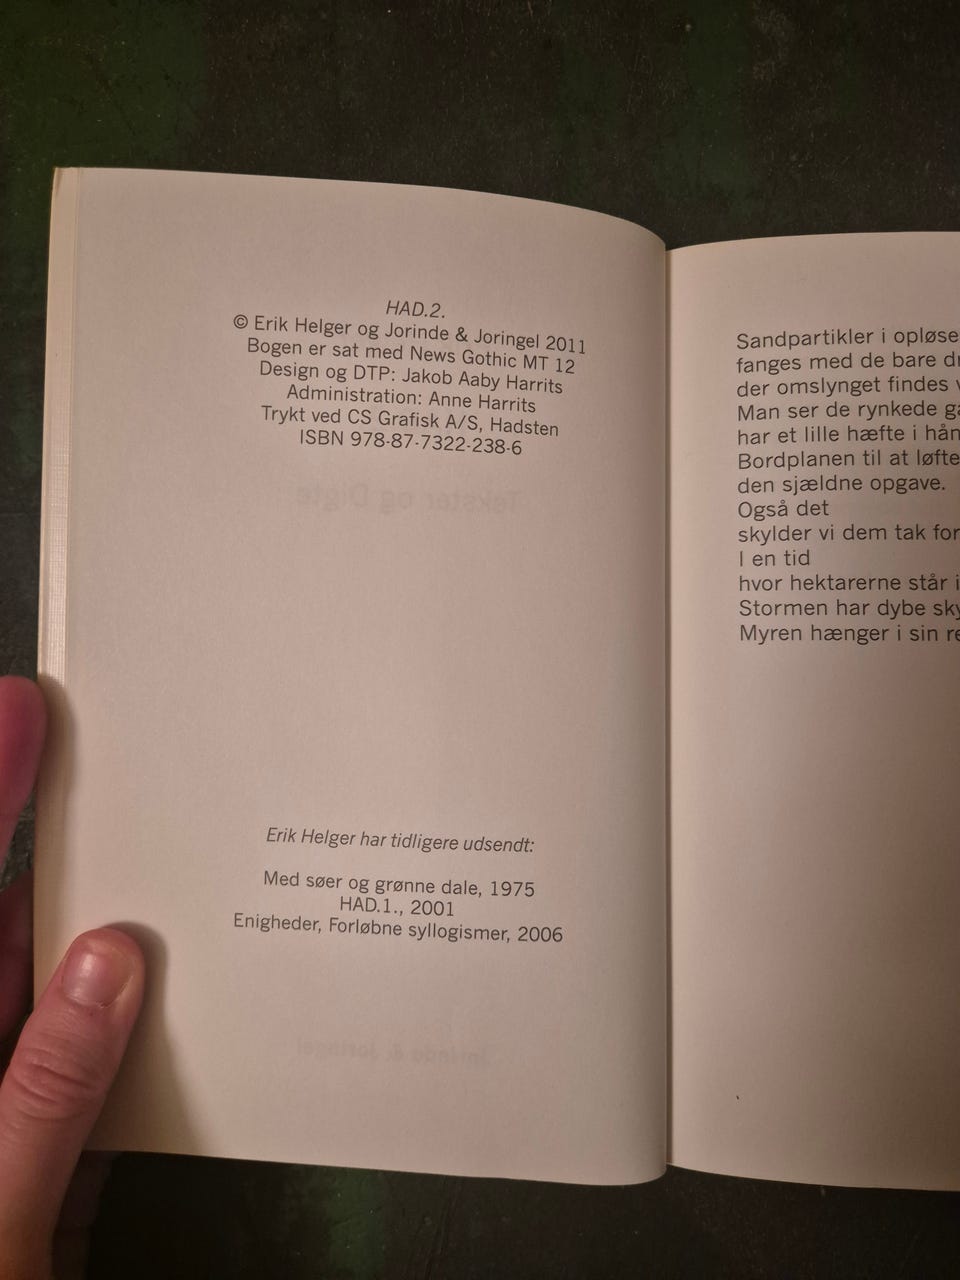 HAD.2.
© Erik Helger og Jorinde & Joringel 2011
Bogen er sat med News Gothic MT 12
Design og DTP: Jakob Aaby Harrits
Administration: Anne Harrits
Trykt ved CS Grafisk A/S, Hadsten
ISBN 978-87-7322-238-6
Erik Helger har tidligere udsendt:
Med søer og grønne dale, 1975
HAD.1., 2001
Enigheder, Forløbne syllogismer, 2006
Sandpartikler i
fanges med de bare
der omslynget findes
Man ser de rynkede
har et lille hæfte i
Bordplanen til at
den sjældne opgave.
Også det
skylder vi dem tak for
I en tid
hvor hektarerne står
Stormen har dybe
Myren hænger i sin